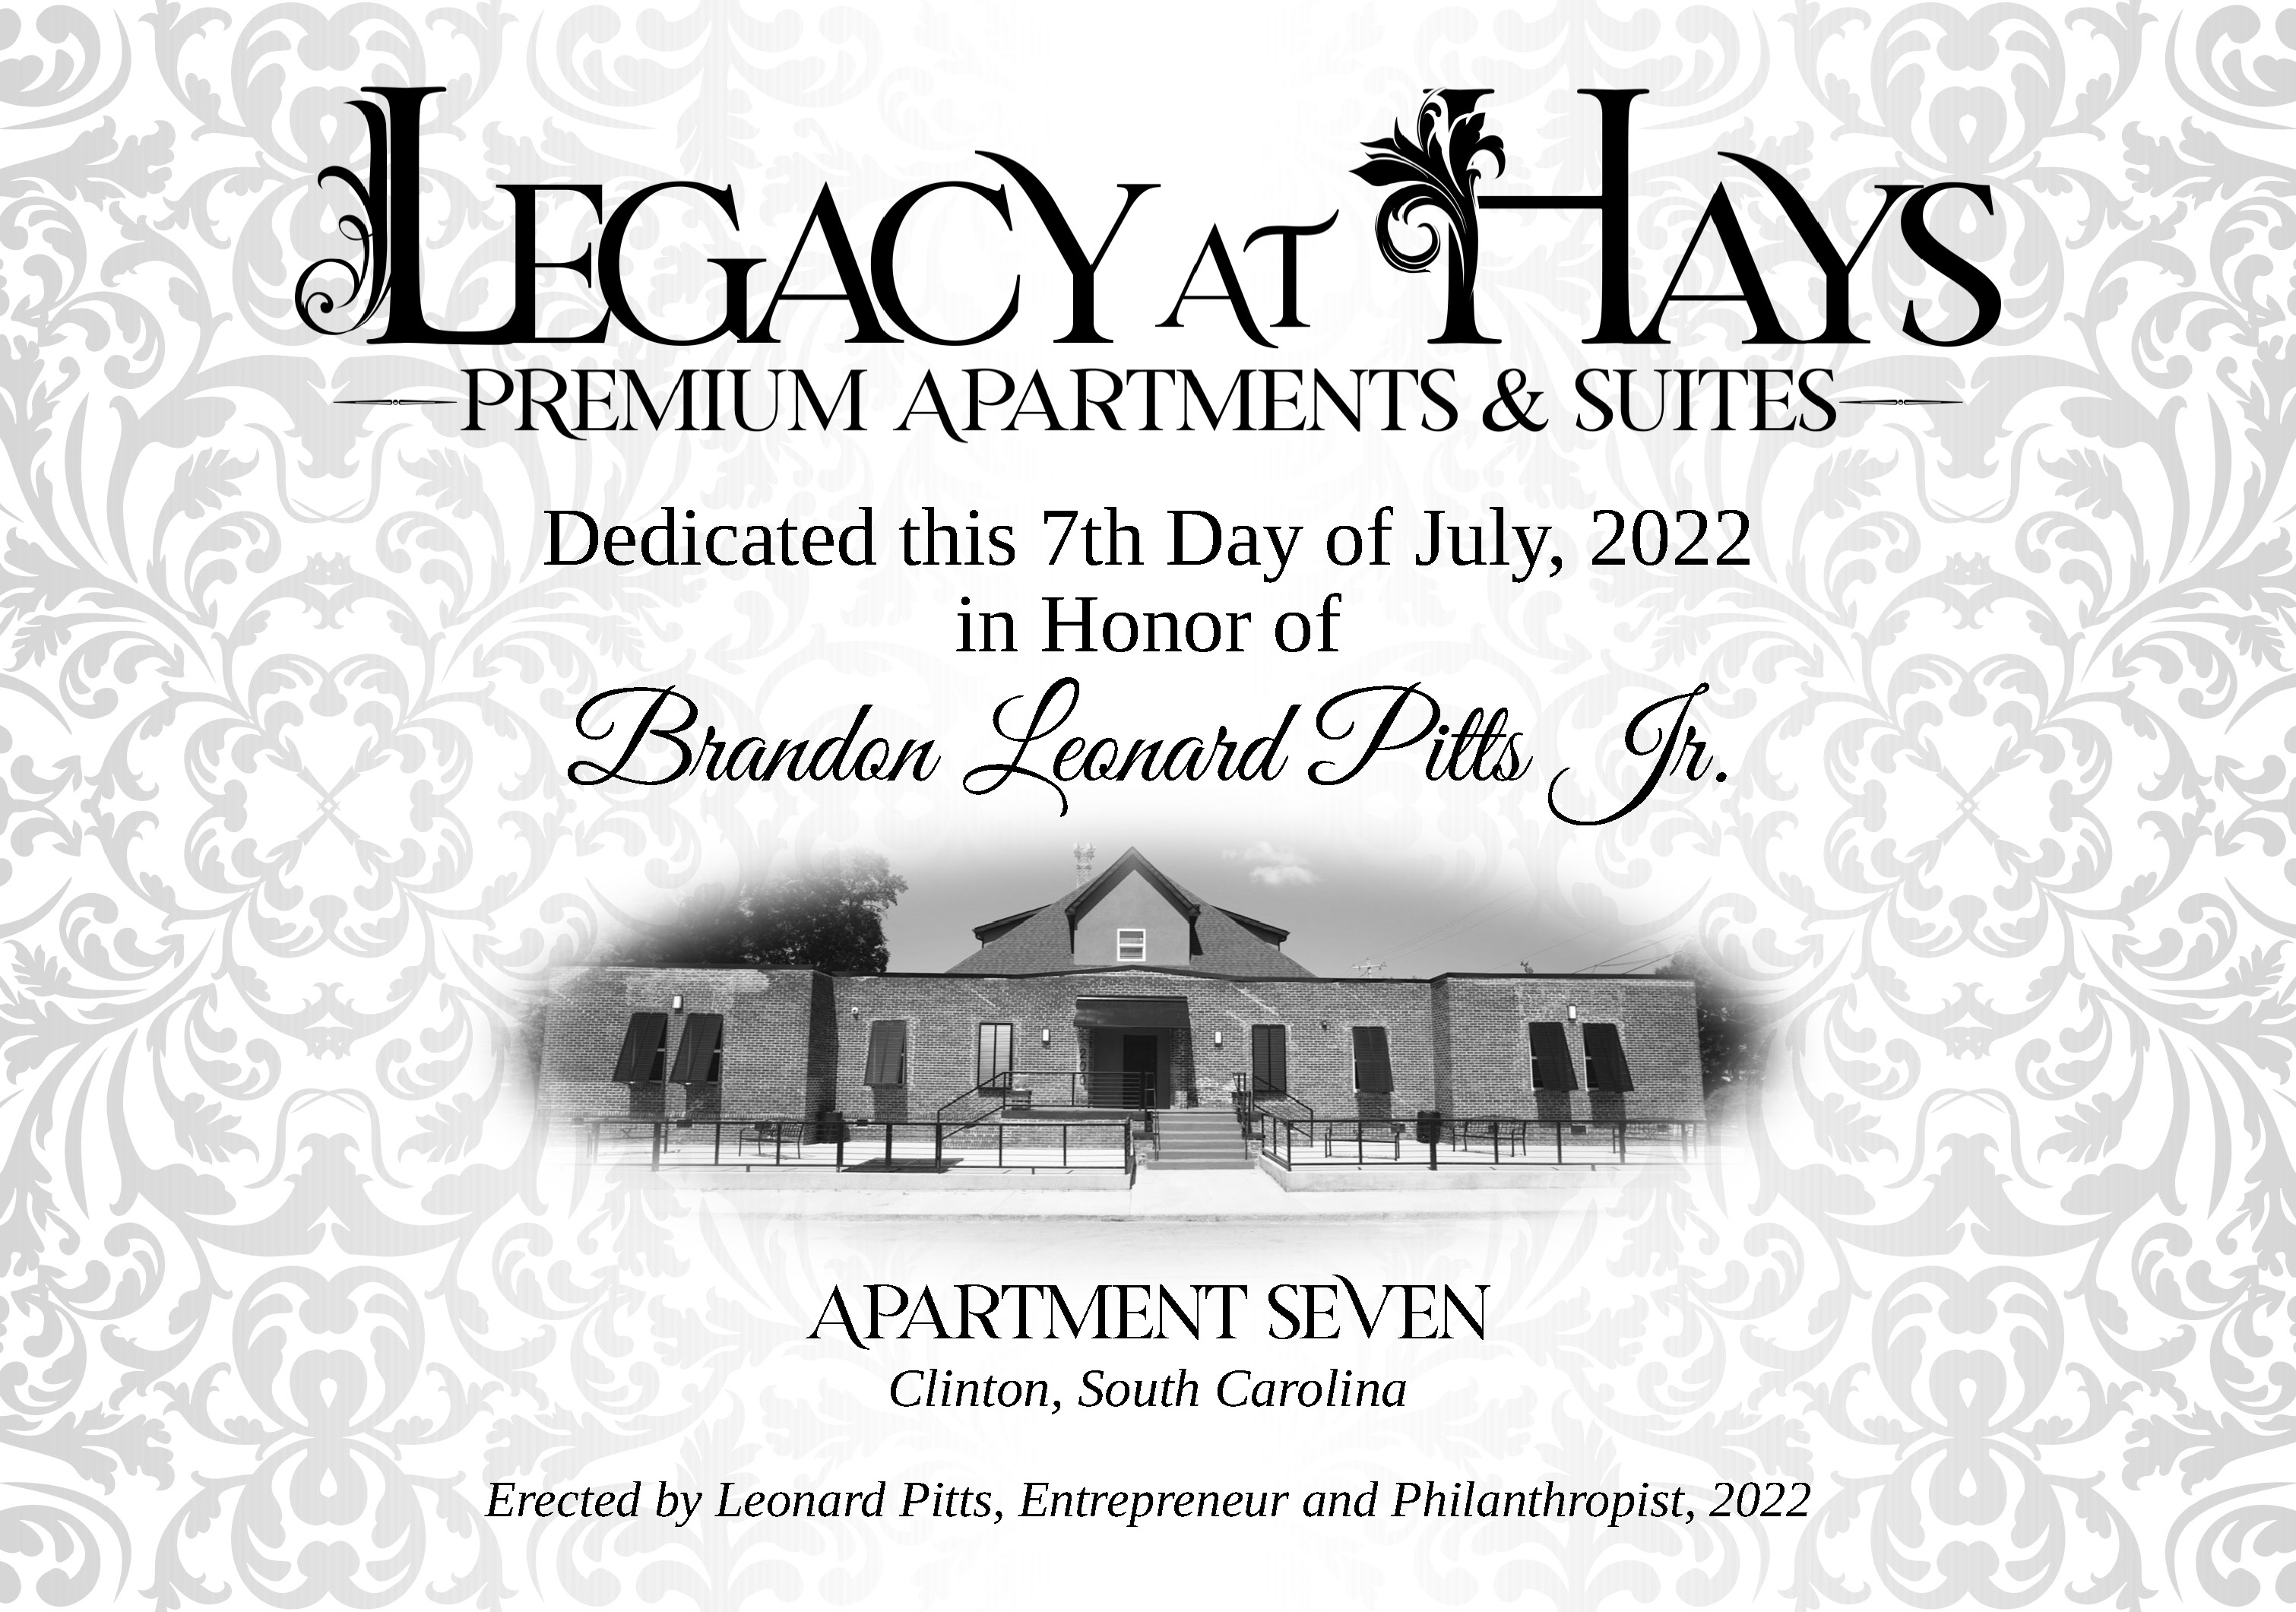 LEGACY AT HAYS
PREMIUM APARTMENTS & SUITES
Dedicated this 7th Day of July, 2022
in Honor of
Brandon Leonard Pitts Jr.
APARTMENT SEVEN
Clinton, South Carolina
Erected by Leonard Pitts, Entrepreneur and Philanthropist, 2022